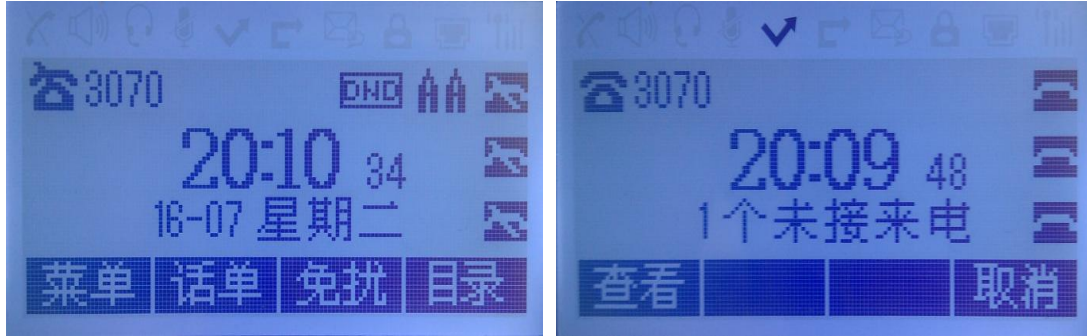 3070 DND AA
20:10 34
16-07 星期二
菜单 话单 免扰 目录
3070
20:09 48
1个未接来电
查看 取消